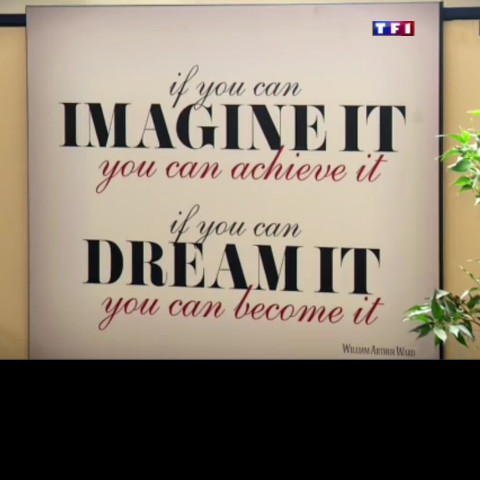 TF1
if you can
IMAGINE IT
you can achieve it
if you can
DREAM IT
you can become it
WILLIAM ARTHUR WARD